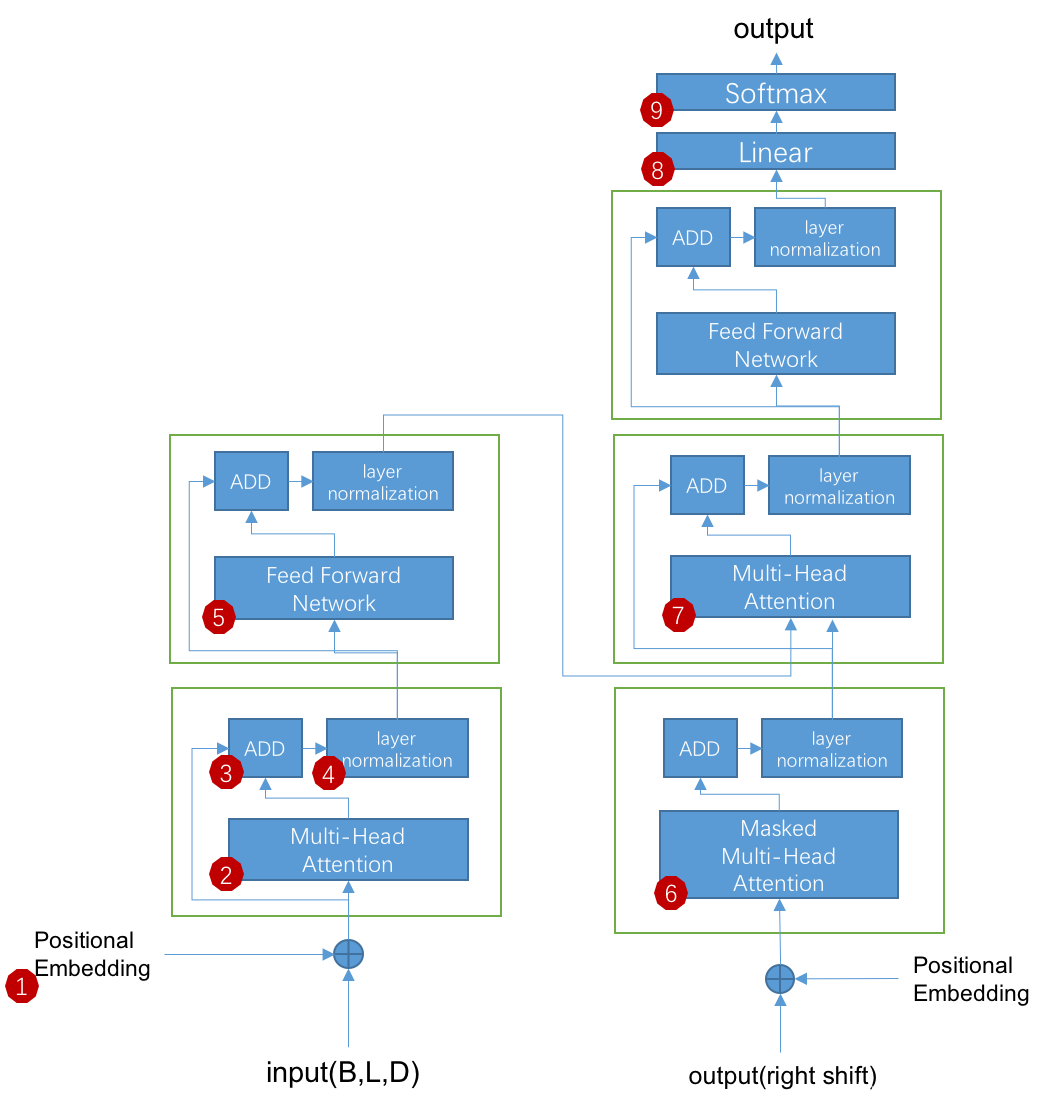 output
Softmax
9
Linear
8
ADD
layer
normalization
Feed Forward
Network
ADD
layer
normalization
Feed Forward
Network
5
ADD
layer
normalization
Multi-Head
Attention
7
ADD
3
layer
normalization
4
Multi-Head
Attention
2
ADD
layer
normalization
Masked
Multi-Head
Attention
6
Positional
Embedding
1
Positional
Embedding
input(B,L,D)
output(right shift)